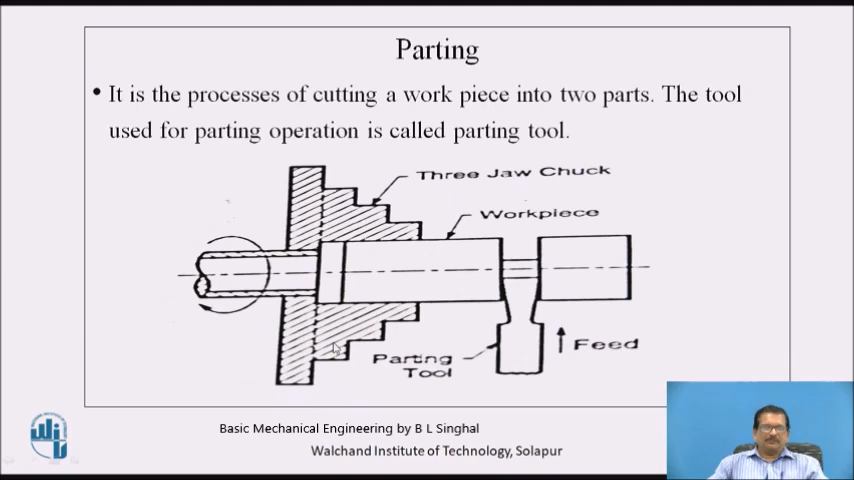 Parting
• It is the processes of cutting a work piece into two parts. The tool
used for parting operation is called parting tool.
Three Jaw Chuck
Workpiece
Parting
Tool
Feed
Basic Mechanical Engineering by B L Singhal
Walchand Institute of Technology, Solapur